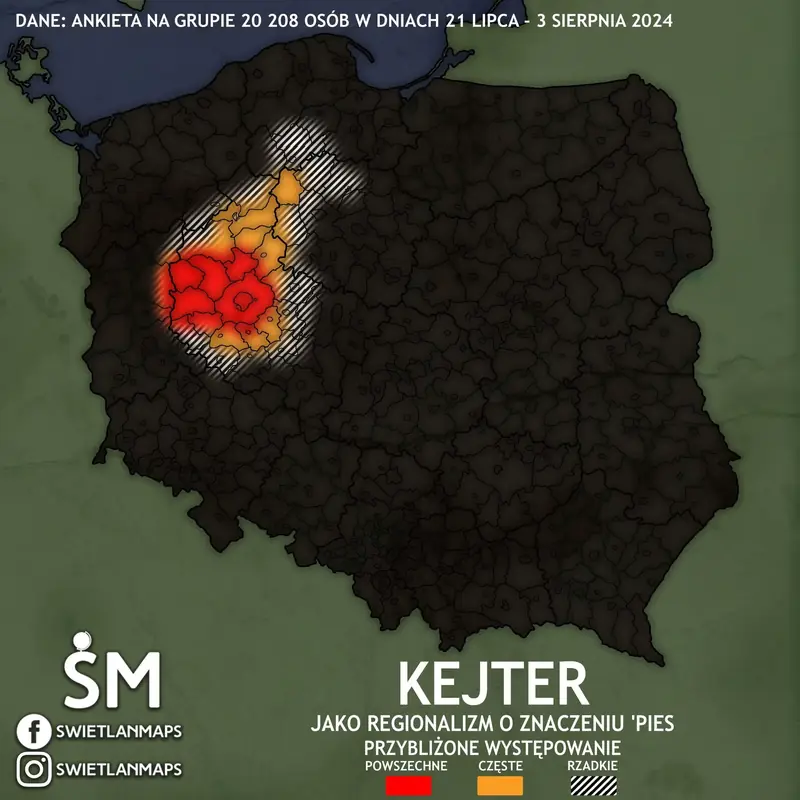 DANE: ANKIETA NA GRUPIE 20 208 OSÓB W DNIACH 21 LIPCA - 3 SIERPNIA 2024
ŚM
SWIETLANMAPS
SWIETLANMAPS
KEJTER
JAKO REGIONALIZM O ZNACZENIU 'PIES
PRZYBLIŻONE WYSTĘPOWANIE
POWSZECHNE CZĘSTE RZADKIE